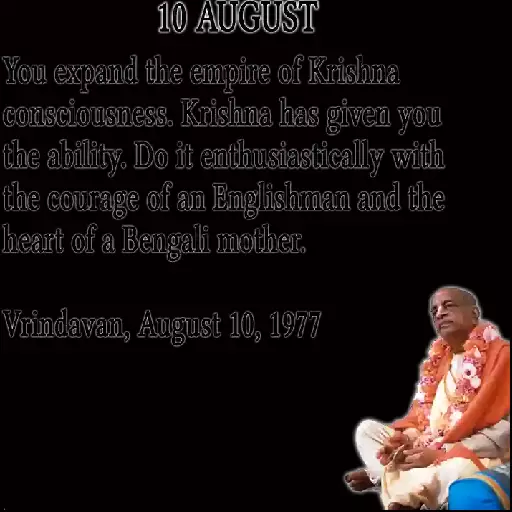 10 AUGUST
You expand the empire of Krishna
consciousness. Krishna has given you
the ability. Do it enthusiastically with
the courage of an Englishman and the
heart of a Bengali mother.
Vrindavan, August 10, 1977